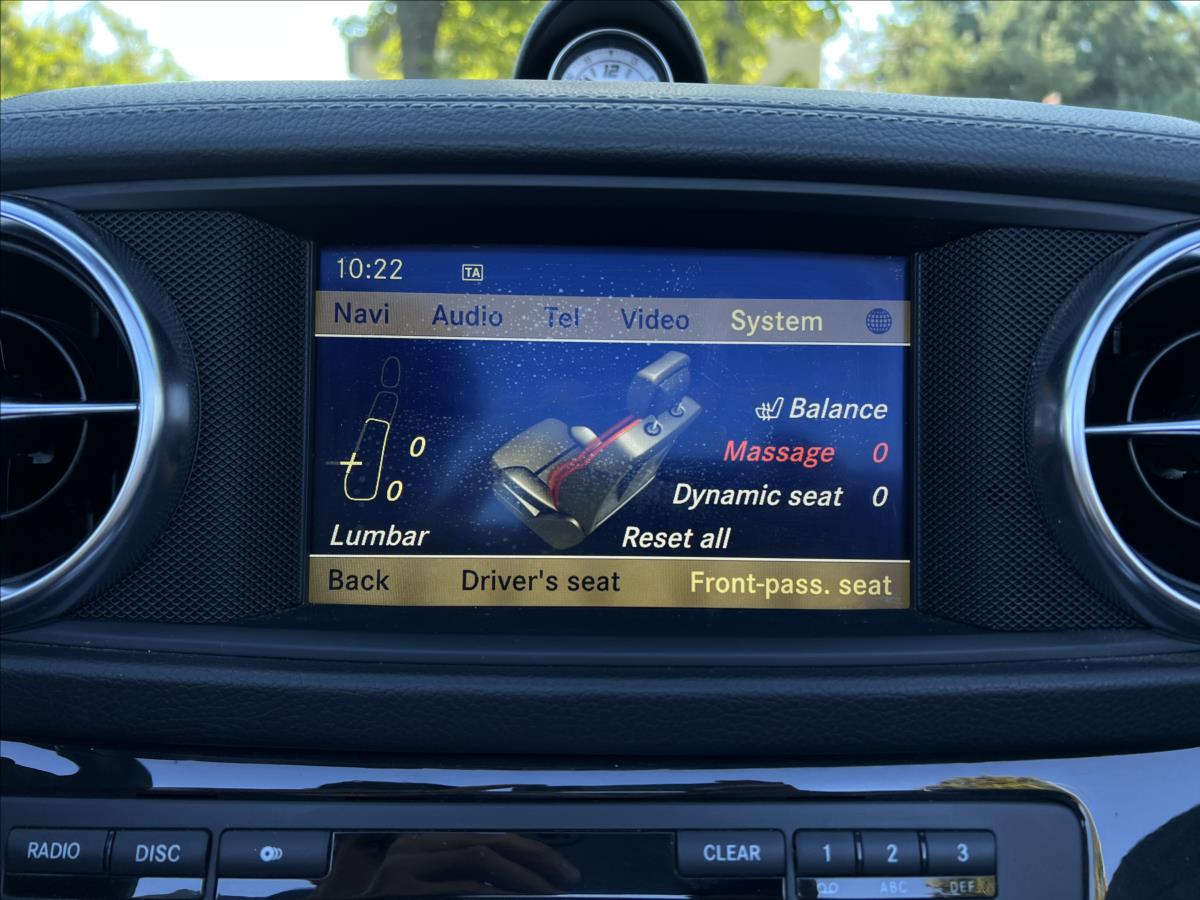 12
10:22 TA
Navi Audio Tel Video System
0
0
Lumbar
Balance
Massage 0
Dynamic seat 0
Reset all
Back Driver's seat Front-pass. seat
RADIO DISC CLEAR 1 2 3
ABC DEF